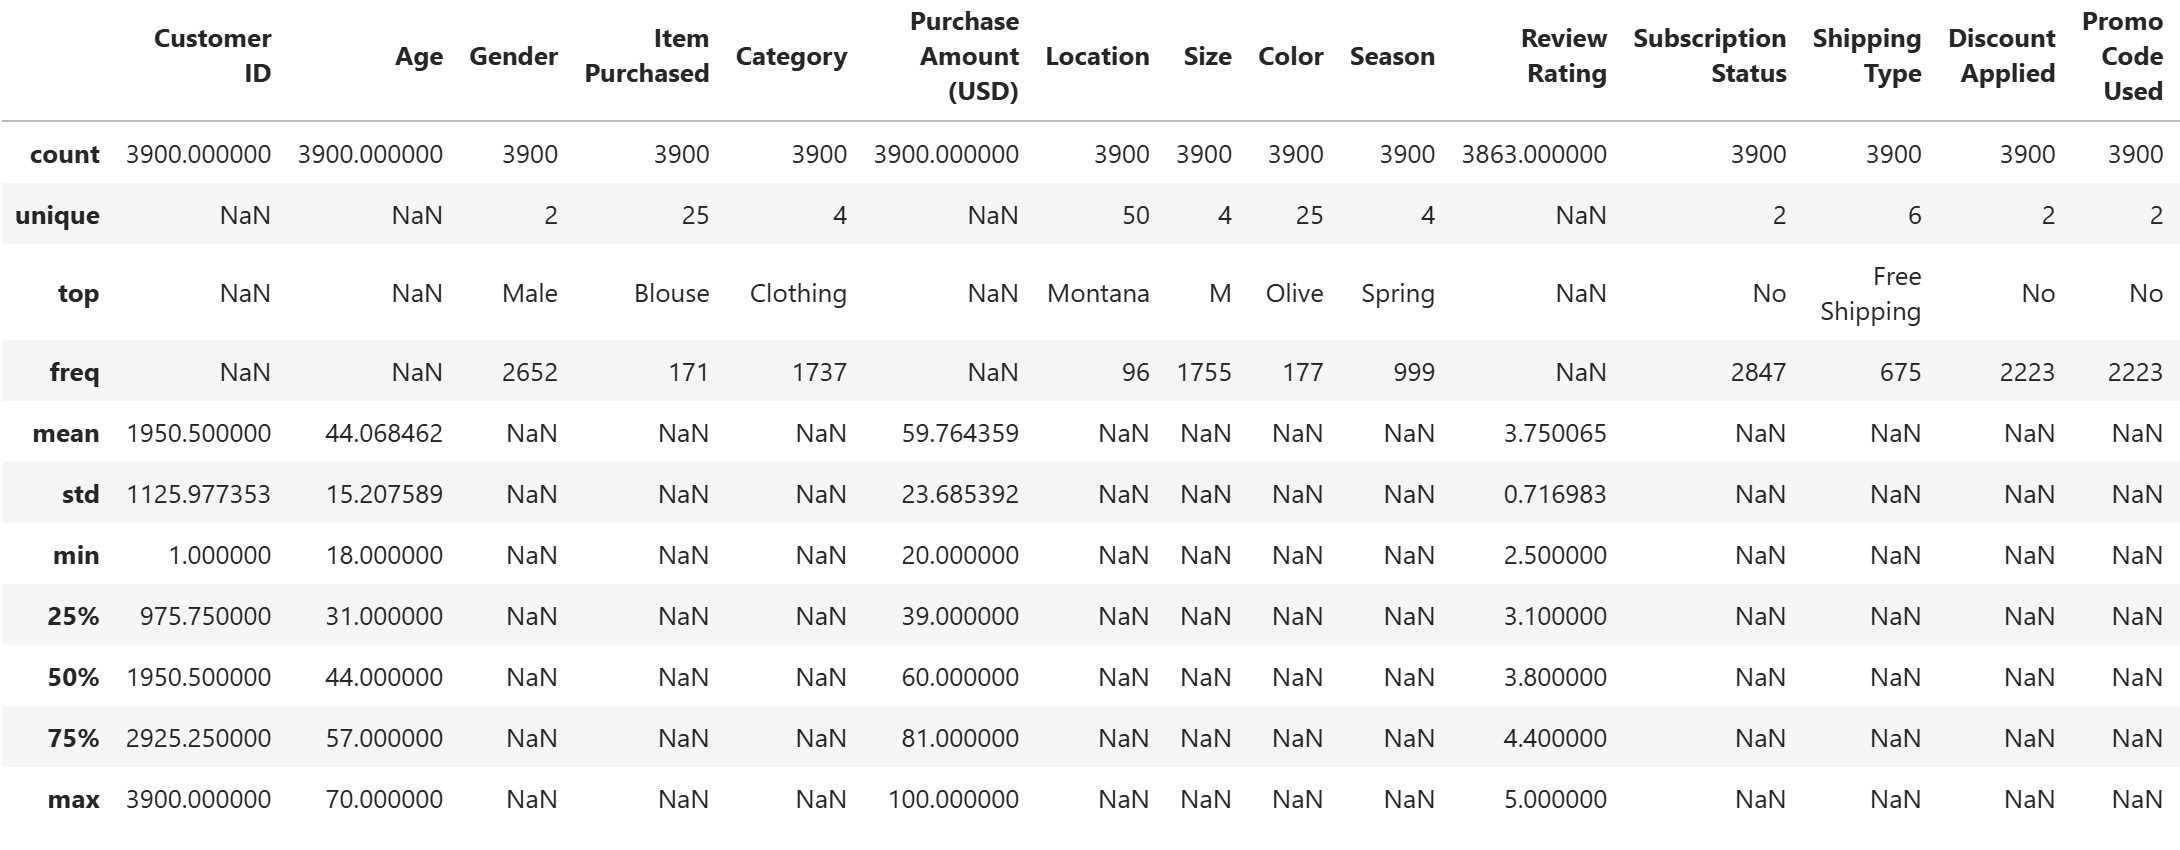 Customer ID Age Gender Item Purchased Category Purchase Amount (USD) Location Size Color Season Review Rating Subscription Status Shipping Type Discount Applied Promo Code Used
count 3900.000000 3900.000000 3900 3900 3900 3900.000000 3900 3900 3900 3900 3863.000000 3900 3900 3900 3900
unique NaN NaN 2 25 4 NaN 50 4 25 4 NaN 2 6 2 2
top NaN NaN Male Blouse Clothing NaN Montana M Olive Spring NaN No Free Shipping No No
freq NaN NaN 2652 171 1737 NaN 96 1755 177 999 NaN 2847 675 2223 2223
mean 1950.500000 44.068462 NaN NaN NaN 59.764359 NaN NaN NaN NaN 3.750065 NaN NaN NaN NaN
std 1125.977353 15.207589 NaN NaN NaN 23.685392 NaN NaN NaN NaN 0.716983 NaN NaN NaN NaN
min 1.000000 18.000000 NaN NaN NaN 20.000000 NaN NaN NaN NaN 2.500000 NaN NaN NaN NaN
25% 975.750000 31.000000 NaN NaN NaN 39.000000 NaN NaN NaN NaN 3.100000 NaN NaN NaN NaN
50% 1950.500000 44.000000 NaN NaN NaN 60.000000 NaN NaN NaN NaN 3.800000 NaN NaN NaN NaN
75% 2925.250000 57.000000 NaN NaN NaN 81.000000 NaN NaN NaN NaN 4.400000 NaN NaN NaN NaN
max 3900.000000 70.000000 NaN NaN NaN 100.000000 NaN NaN NaN NaN 5.000000 NaN NaN NaN NaN